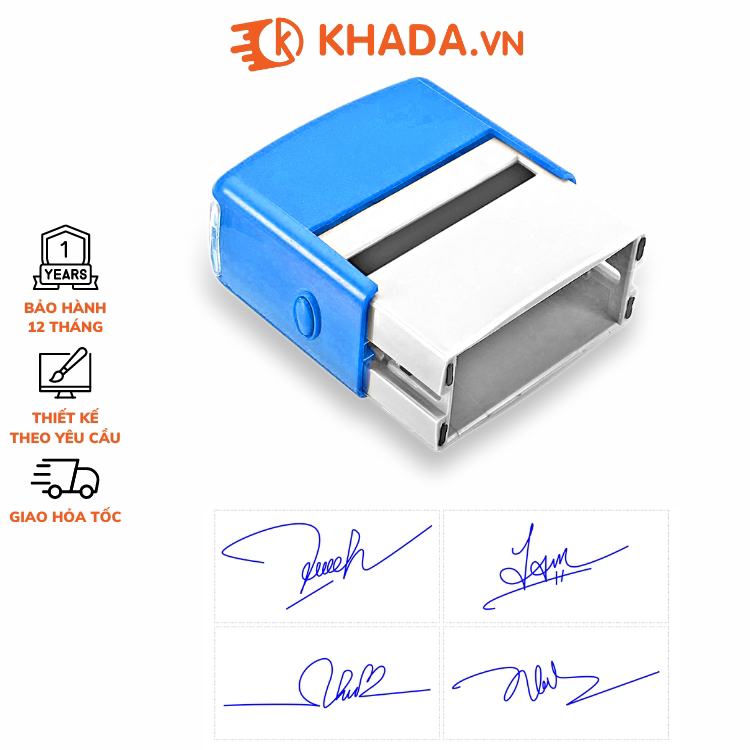 K KHADA.VN
1
YEARS
BẢO HÀNH
12 THÁNG
THIẾT KẾ
THEO YÊU CẦU
GIAO HỎA TỐC